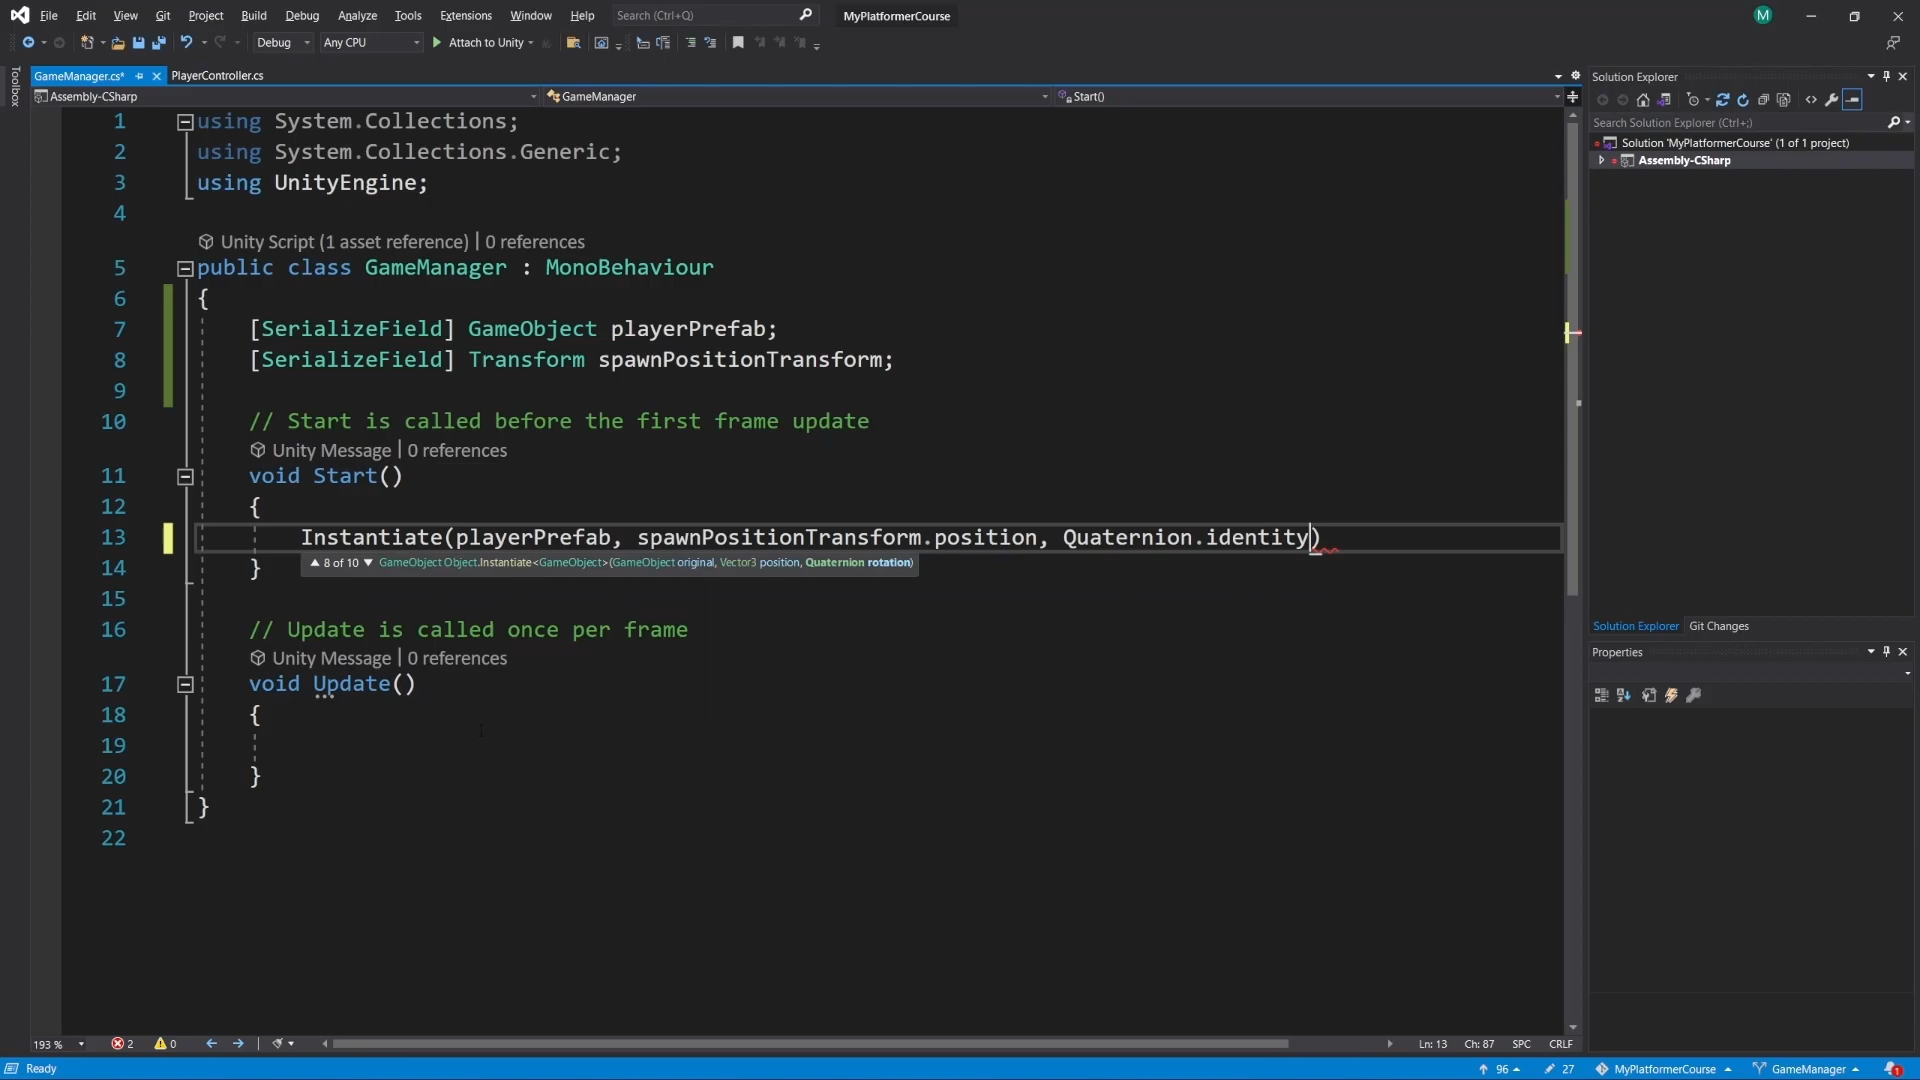 File Edit View Git Project Build Debug Analyze Tools Extensions Window Help Search (Ctrl+Q) MyPlatformerCourse M
Debug Any CPU Attach to Unity
Toolbox
GameManager.cs* PlayerController.cs
Assembly-CSharp GameManager Start()
1 using System.Collections;
2 using System.Collections.Generic;
3 using UnityEngine;
4
Unity Script (1 asset reference) | 0 references
5 public class GameManager : MonoBehaviour
6 {
7 [SerializeField] GameObject playerPrefab;
8 [SerializeField] Transform spawnPositionTransform;
9
10 // Start is called before the first frame update
Unity Message | 0 references
11 void Start()
12 {
13 Instantiate(playerPrefab, spawnPositionTransform.position, Quaternion.identity)
▲ 8 of 10 ▼ GameObject Object.Instantiate<GameObject>(GameObject original, Vector3 position, Quaternion rotation)
14 }
15
16 // Update is called once per frame
Unity Message | 0 references
17 void Update()
18 {
19
20 }
21 }
22
193 % 2 0 Ln: 13 Ch: 87 SPC CRLF
Solution Explorer
Search Solution Explorer (Ctrl+;)
Solution 'MyPlatformerCourse' (1 of 1 project)
Assembly-CSharp
Solution Explorer Git Changes
Properties
Ready 96 27 MyPlatformerCourse GameManager 1